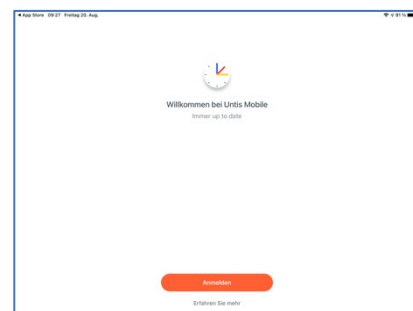 App Store 09:27 Freitag 20. Aug.
91 %
Willkommen bei Untis Mobile
Immer up to date
Anmelden
Erfahren Sie mehr